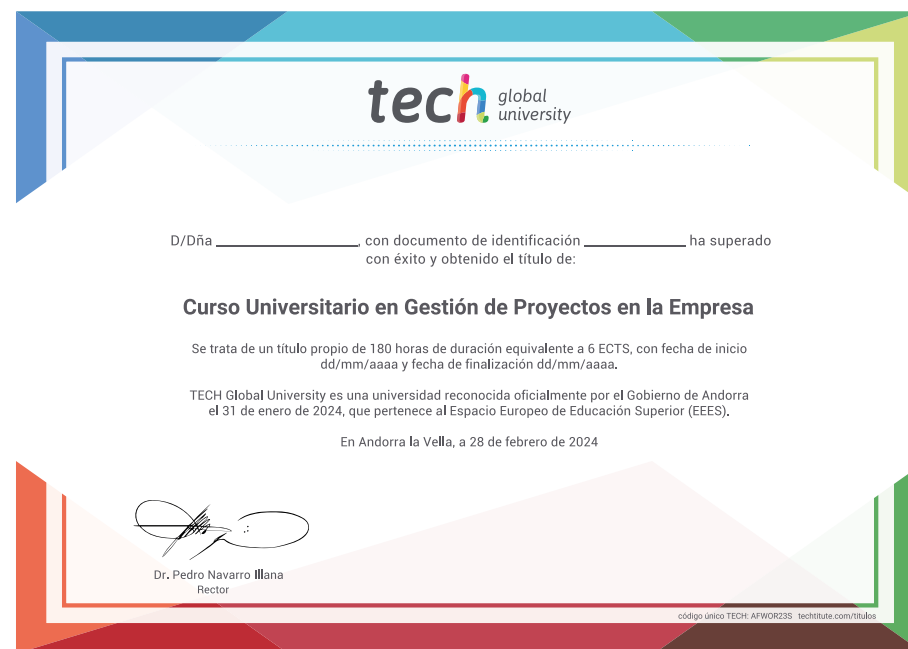 tech global university
D/Dña ____________, con documento de identificación ____________ ha superado
con éxito y obtenido el título de:
Curso Universitario en Gestión de Proyectos en la Empresa
Se trata de un título propio de 180 horas de duración equivalente a 6 ECTS, con fecha de inicio
dd/mm/aaaa y fecha de finalización dd/mm/aaaa.
TECH Global University es una universidad reconocida oficialmente por el Gobierno de Andorra
el 31 de enero de 2024, que pertenece al Espacio Europeo de Educación Superior (EEES).
En Andorra la Vella, a 28 de febrero de 2024
Dr. Pedro Navarro Illana
Rector
código único TECH: AFWOR23S techtitute.com/titulos